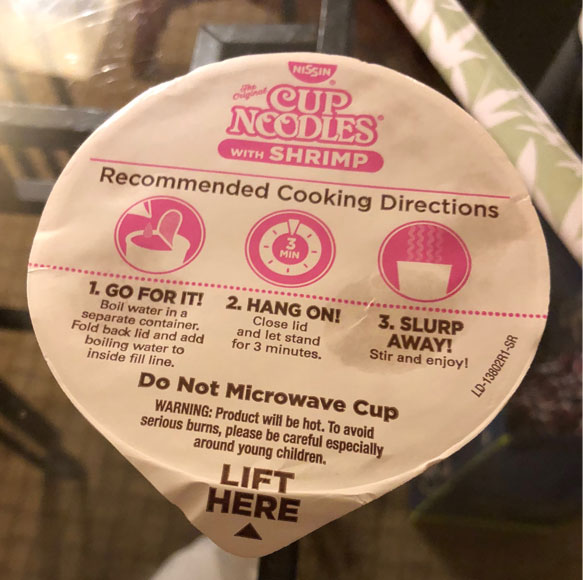 NISSIN
The Original
CUP
NOODLES®
WITH SHRIMP
Recommended Cooking Directions
3
MIN
1. GO FOR IT!
Boil water in a
separate container.
Fold back lid and add
boiling water to
inside fill line.
2. HANG ON!
Close lid
and let stand
for 3 minutes.
3. SLURP
AWAY!
Stir and enjoy!
LD-13802R1-SR
Do Not Microwave Cup
WARNING: Product will be hot. To avoid
serious burns, please be careful especially
around young children.
LIFT
HERE